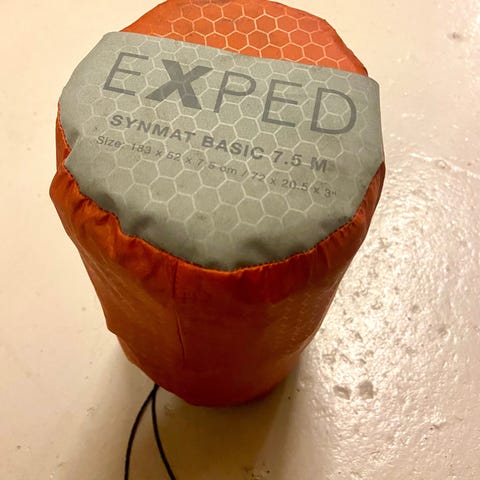 EXPED
SYNMAT BASIC 7.5 M
Size: 183 x 52 x 7.5 cm / 72 x 20.5 x 3"